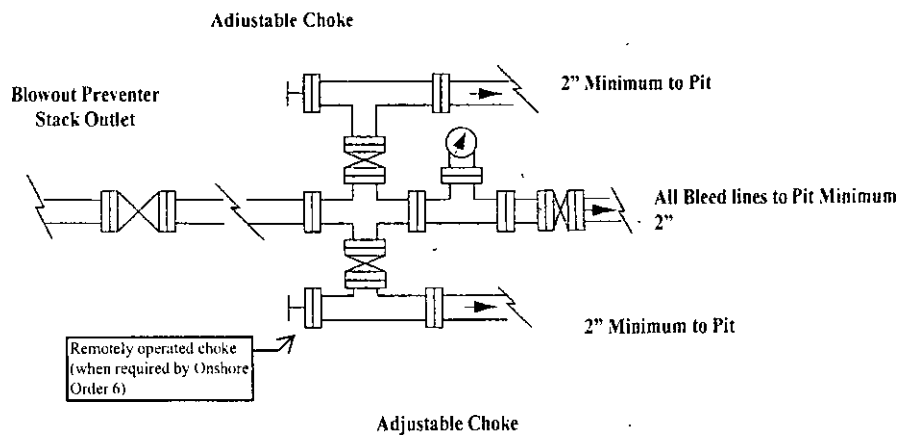 Adjustable Choke
Blowout Preventer
Stack Outlet
2" Minimum to Pit
All Bleed lines to Pit Minimum
2"
2" Minimum to Pit
Remotely operated choke
(when required by Onshore
Order 6)
Adjustable Choke